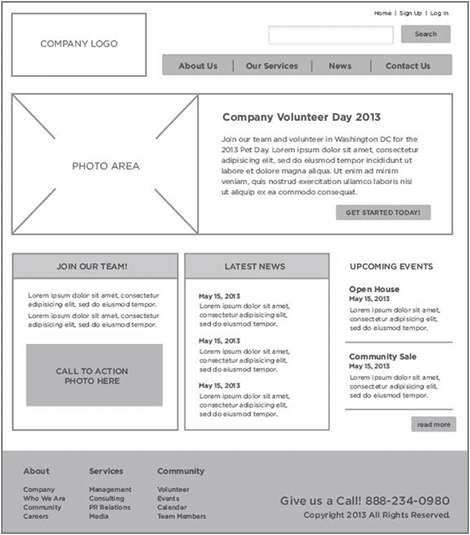 Home | Sign Up | Log In
COMPANY LOGO
Search
About Us | Our Services | News | Contact Us
PHOTO AREA
Company Volunteer Day 2013
Join our team and volunteer in Washington DC for the
2013 Pet Day. Lorem ipsum dolor sit amet, consectetur
adipisicing elit, sed do eiusmod tempor incididunt ut
labore et dolore magna aliqua. Ut enim ad minim
veniam, quis nostrud exercitation ullamco laboris nisi
ut aliquip ex ea commodo consequat.
GET STARTED TODAY!
JOIN OUR TEAM!
Lorem ipsum dolor sit amet, consectetur
adipisicing elit, sed do eiusmod tempor.
Lorem ipsum dolor sit amet, consectetur
adipisicing elit, sed do eiusmod tempor.
CALL TO ACTION
PHOTO HERE
LATEST NEWS
May 15, 2013
Lorem ipsum dolor sit amet,
consectetur adipisicing elit,
sed do eiusmod tempor.
May 15, 2013
Lorem ipsum dolor sit amet,
consectetur adipisicing elit,
sed do eiusmod tempor.
May 15, 2013
Lorem ipsum dolor sit amet,
consectetur adipisicing elit,
sed do eiusmod tempor.
UPCOMING EVENTS
Open House
May 15, 2013
Lorem ipsum dolor sit amet,
consectetur adipisicing elit,
sed do eiusmod tempor.
Community Sale
May 15, 2013
Lorem ipsum dolor sit amet,
consectetur adipisicing elit,
sed do eiusmod tempor.
read more
About
Company
Who We Are
Community
Careers
Services
Management
Consulting
PR Relations
Media
Community
Volunteer
Events
Calendar
Team Members
Give us a Call! 888-234-0980
Copyright 2013 All Rights Reserved.